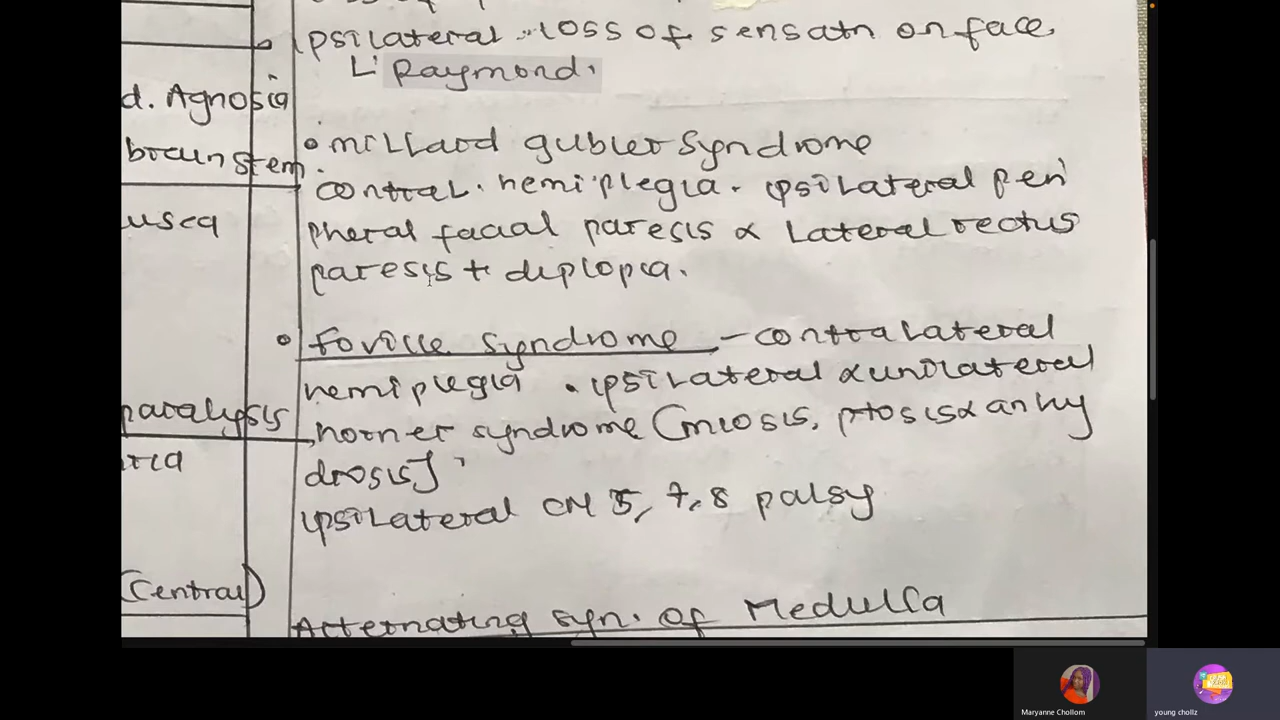 Ipsilateral loss of sensatn on face.
Raymond.
d. Agnosia
brain stem.
• Millard gubler Syndrome
contral. hemiplegia. ipsilateral peri
pheral facial paresis & Lateral rectus
paresis + diplopia.
usea
• Foville syndrome - contralateral
hemiplegia . ipsilateral & unilateral
horner syndrome (miosis, ptosis & anhy
drosis)
ipsilateral CN 5, 7, 8 palsy
paralysis
(Central)
Alternating syn. of Medulla
Maryanne Chollom
young chollz